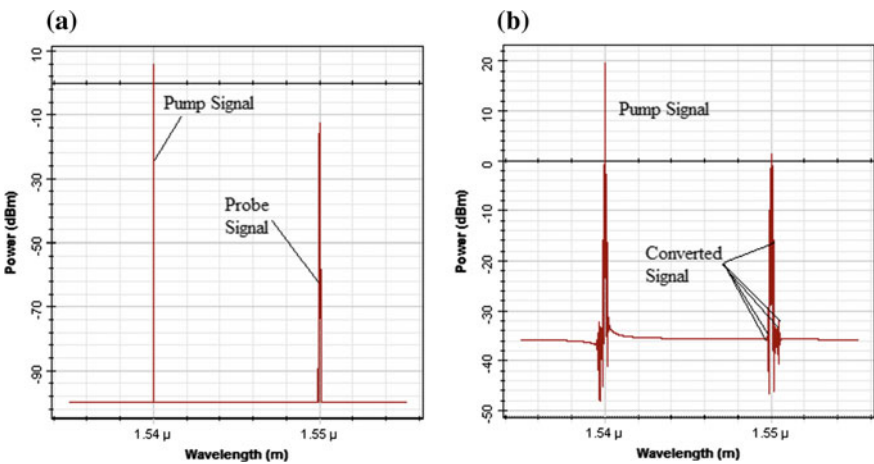 (a)
10
-10
-30
-50
-70
-90
Power (dBm)
Pump Signal
Probe
Signal
1.54 µ
1.55 µ
Wavelength (m)
(b)
20
10
0
-10
-20
-30
-40
-50
Power (dBm)
Pump Signal
Converted
Signal
1.54 µ
1.55 µ
Wavelength (m)